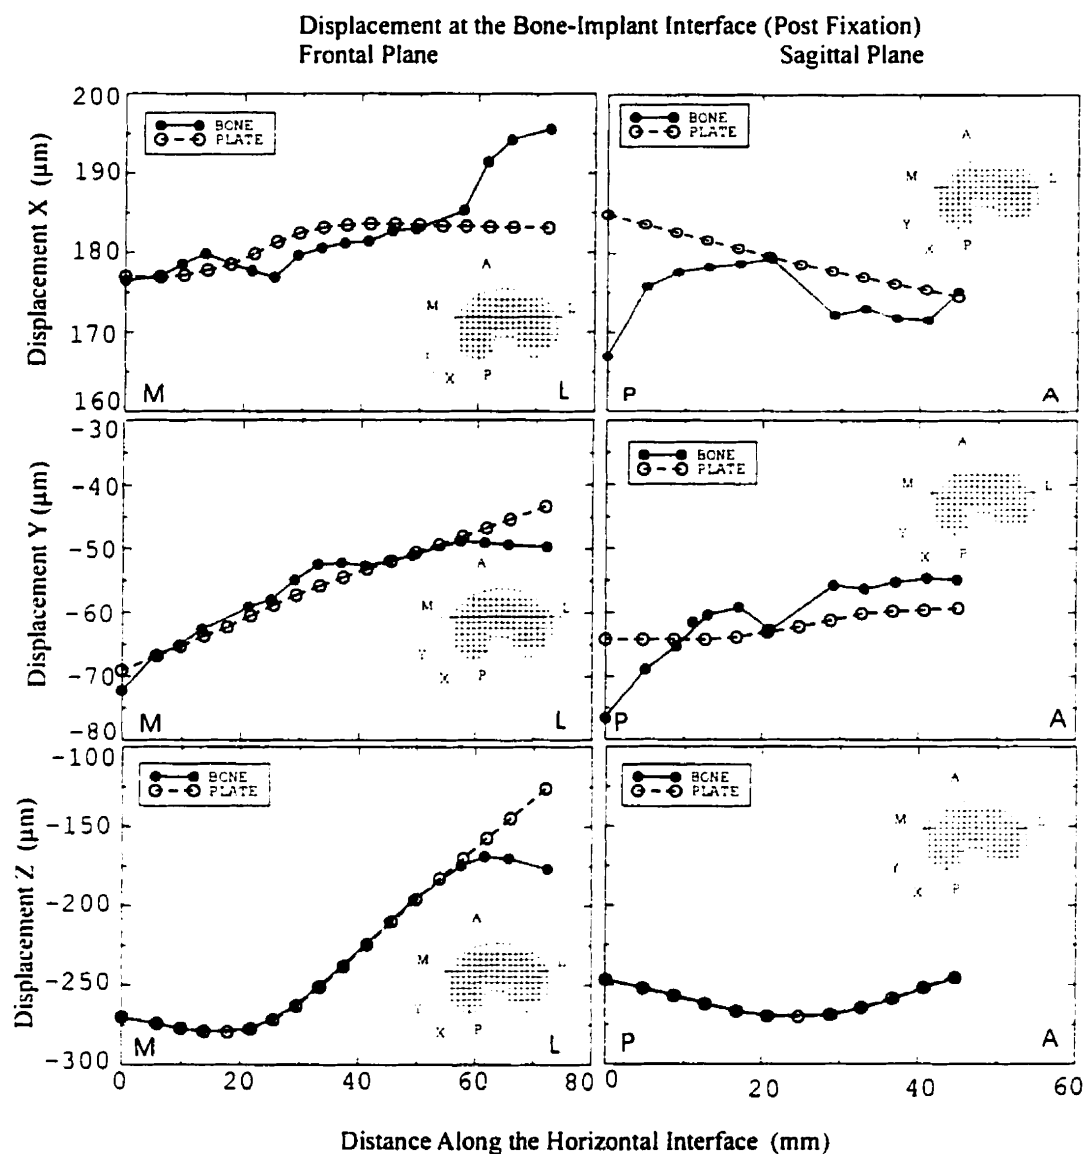 Displacement at the Bone-Implant Interface (Post Fixation)
Frontal Plane Sagittal Plane
Displacement X (µm)
200
190
180
170
160
BONE
PLATE
A
M L
X P
M L
BONE
PLATE
A
M L
Y
X P
P A
Displacement Y (µm)
-30
-40
-50
-60
-70
-80
BONE
PLATE
A
M L
Y
X P
M L
BONE
PLATE
A
M L
Y
X P
P A
Displacement Z (µm)
-100
-150
-200
-250
-300
BONE
PLATE
A
M L
Y
X P
M L
BONE
PLATE
A
M L
Y
X P
P A
0 20 40 60 80 0 20 40 60
Distance Along the Horizontal Interface (mm)